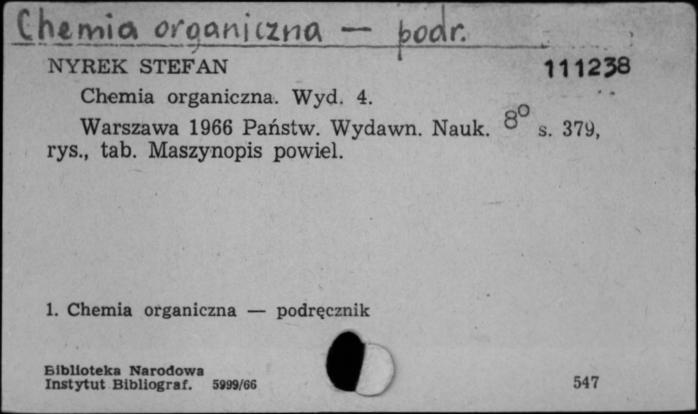 Chemia organiczna — podr.
NYREK STEFAN 111238
Chemia organiczna. Wyd. 4.
Warszawa 1966 Państw. Wydawn. Nauk. 8° s. 379,
rys., tab. Maszynopis powiel.
1. Chemia organiczna — podręcznik
Biblioteka Narodowa
Instytut Bibliograf. 5999/66 547